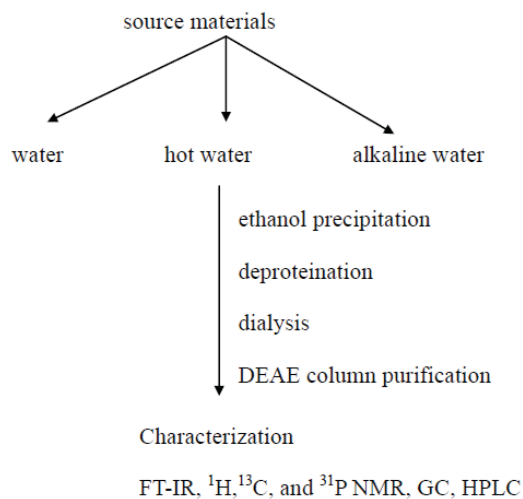 source materials
water hot water alkaline water
ethanol precipitation
deproteination
dialysis
DEAE column purification
Characterization
FT-IR, ¹H,¹³C, and ³¹P NMR, GC, HPLC